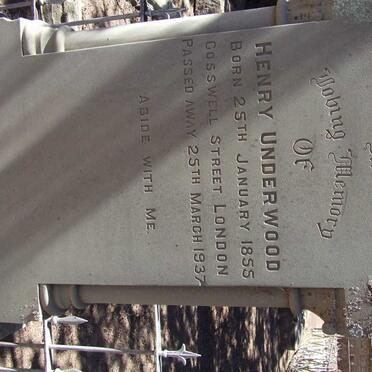 Loving Memory
Of
HENRY UNDERWOOD
BORN 25TH JANUARY 1855
GOSSWELL STREET LONDON
PASSED AWAY 25TH MARCH 1937
ABIDE WITH ME.